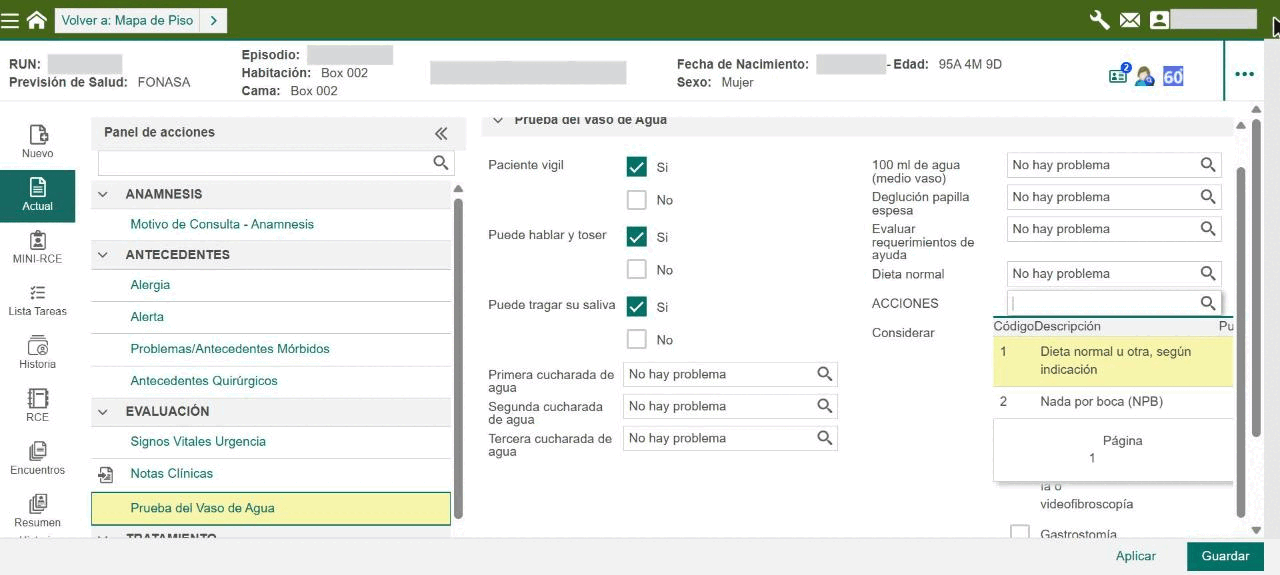 Volver a: Mapa de Piso
RUN:
Previsión de Salud: FONASA
Episodio:
Habitación: Box 002
Cama: Box 002
Fecha de Nacimiento: - Edad: 95A 4M 9D
Sexo: Mujer
2
60
Nuevo
Actual
MINI-RCE
Lista Tareas
Historia
RCE
Encuentros
Resumen
Panel de acciones
ANAMNESIS
Motivo de Consulta - Anamnesis
ANTECEDENTES
Alergia
Alerta
Problemas/Antecedentes Mórbidos
Antecedentes Quirúrgicos
EVALUACIÓN
Signos Vitales Urgencia
Notas Clínicas
Prueba del Vaso de Agua
TRATAMIENTO
Prueba del Vaso de Agua
Paciente vigil
Si
No
Puede hablar y toser
Si
No
Puede tragar su saliva
Si
No
Primera cucharada de
agua
No hay problema
Segunda cucharada
de agua
No hay problema
Tercera cucharada de
agua
No hay problema
100 ml de agua
(medio vaso)
No hay problema
Deglución papilla
espesa
No hay problema
Evaluar
requerimientos de
ayuda
No hay problema
Dieta normal
No hay problema
ACCIONES
Considerar
Código Descripción Pu
1 Dieta normal u otra, según
indicación
2 Nada por boca (NPB)
Página
1
la o
videofibroscopía
Gastrostomía
Aplicar
Guardar